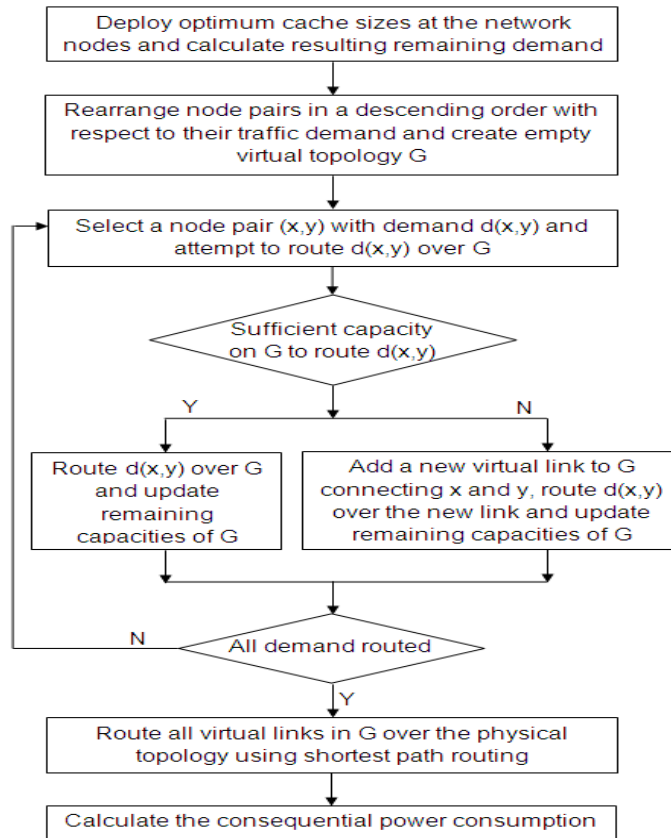 Deploy optimum cache sizes at the network
nodes and calculate resulting remaining demand
Rearrange node pairs in a descending order with
respect to their traffic demand and create empty
virtual topology G
Select a node pair (x,y) with demand d(x,y) and
attempt to route d(x,y) over G
Sufficient capacity
on G to route d(x,y)
Y
N
Route d(x,y) over G
and update
remaining
capacities of G
Add a new virtual link to G
connecting x and y, route d(x,y)
over the new link and update
remaining capacities of G
N
All demand routed
Y
Route all virtual links in G over the physical
topology using shortest path routing
Calculate the consequential power consumption